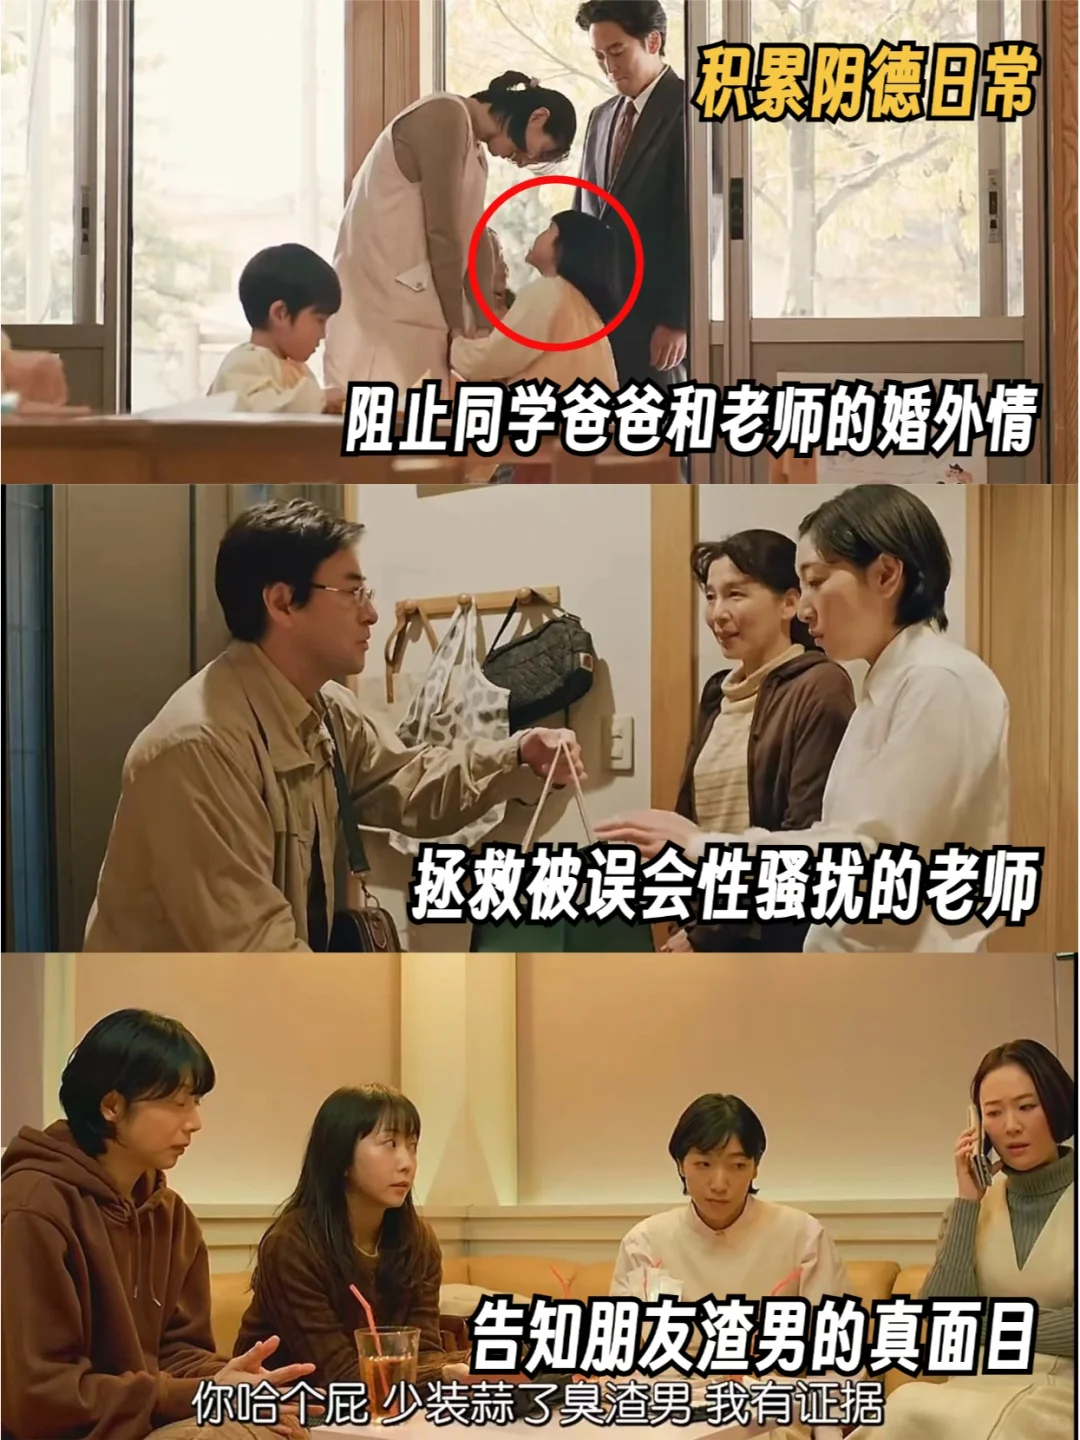 积累阴德日常
阻止同学爸爸和老师的婚外情
拯救被误会性骚扰的老师
告知朋友渣男的真面目
你哈个屁 少装蒜了臭渣男 我有证据